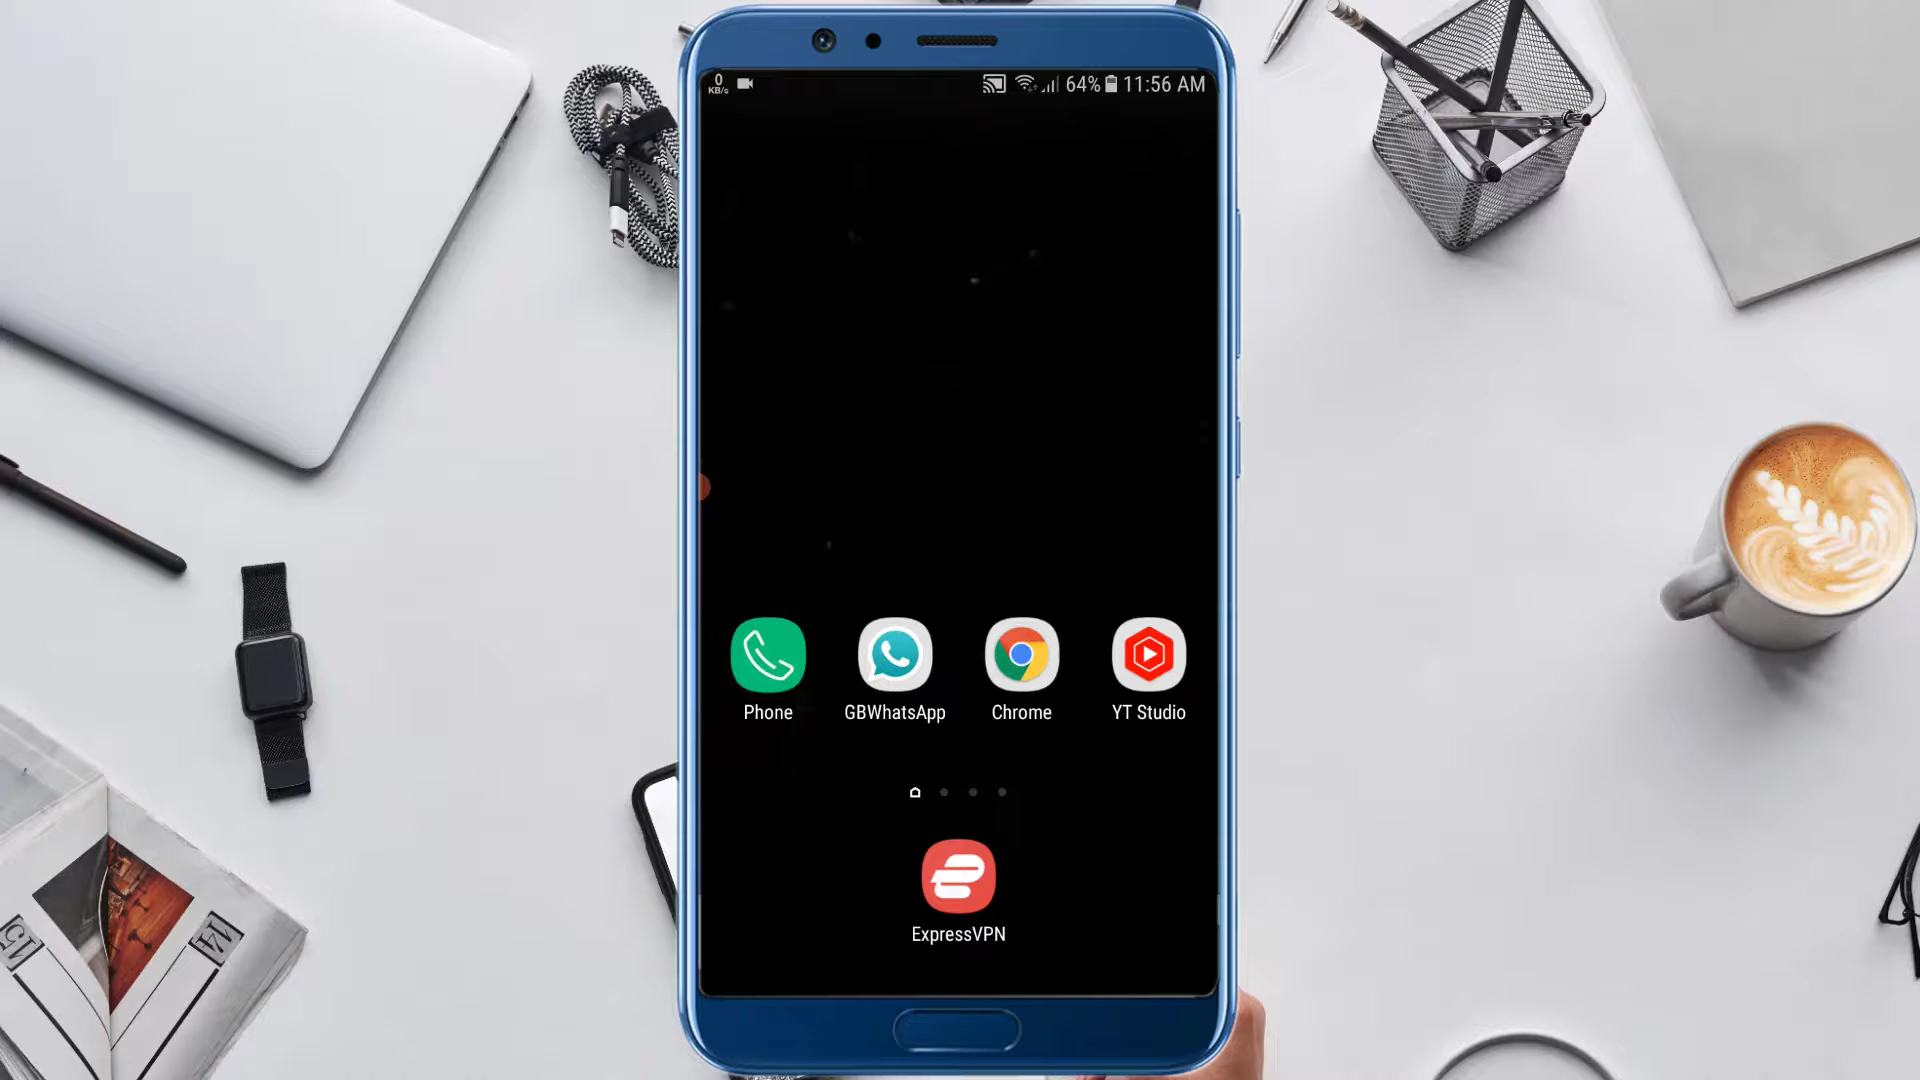 0
KB/s
64% 11:56 AM
Phone GBWhatsApp Chrome YT Studio
ExpressVPN